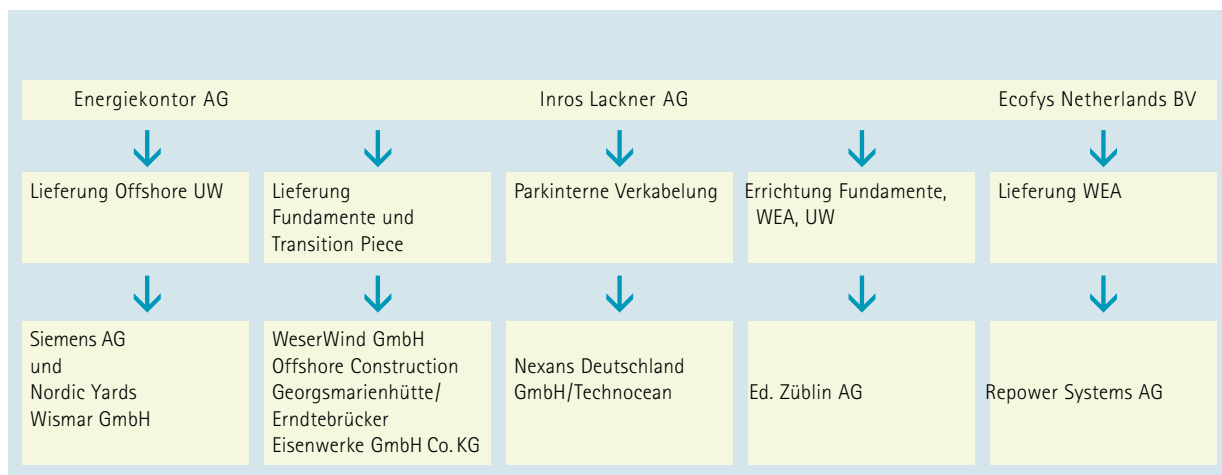 Energiekontor AG
Inros Lackner AG
Ecofys Netherlands BV
Lieferung Offshore UW
Lieferung
Fundamente und
Transition Piece
Parkinterne Verkabelung
Errichtung Fundamente,
WEA, UW
Lieferung WEA
Siemens AG
und
Nordic Yards
Wismar GmbH
WeserWind GmbH
Offshore Construction
Georgsmarienhütte/
Erndtebrücker
Eisenwerke GmbH Co. KG
Nexans Deutschland
GmbH/Technocean
Ed. Züblin AG
Repower Systems AG